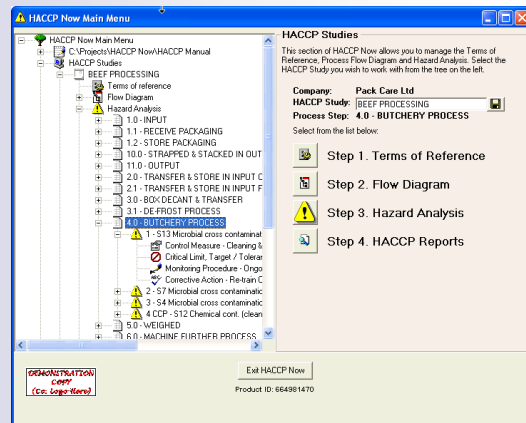 HACCP Now Main Menu
HACCP Now Main Menu
C:\Projects\HACCP Now\HACCP Manual
HACCP Studies
BEEF PROCESSING
Terms of reference
Flow Diagram
Hazard Analysis
1.0 - INPUT
1.1 - RECEIVE PACKAGING
1.2 - STORE PACKAGING
10.0 - STRAPPED & STACKED IN OUT
11.0 - OUTPUT
2.0 - TRANSFER & STORE IN INPUT C
2.1 - TRANSFER & STORE IN INPUT F
3.0 - BOX DECANT & TRANSFER
3.1 - DE-FROST PROCESS
4.0 - BUTCHERY PROCESS
1 - S13 Microbial cross contaminat
Control Measure - Cleaning &
Critical Limit, Target / Toleran
Monitoring Procedure - Ongo
Corrective Action - Re-train C
2 - S7 Microbial cross contaminatic
3 - S4 Microbial cross contaminatic
4 CCP - S12 Chemical cont. (clean
5.0 - WEIGHED
6.0 - MACHINE FURTHER PROCESS
HACCP Studies
This section of HACCP Now allows you to manage the Terms of
Reference, Process Flow Diagram and Hazard Analysis. Select the
HACCP Study you wish to work with from the tree on the left.
Company: Pack Care Ltd
HACCP Study: BEEF PROCESSING
Process Step: 4.0 - BUTCHERY PROCESS
Select from the list below:
Step 1. Terms of Reference
Step 2. Flow Diagram
Step 3. Hazard Analysis
Step 4. HACCP Reports
DEMONSTRATION
COPY
(Co. Logo Here)
Exit HACCP Now
Product ID: 664981470